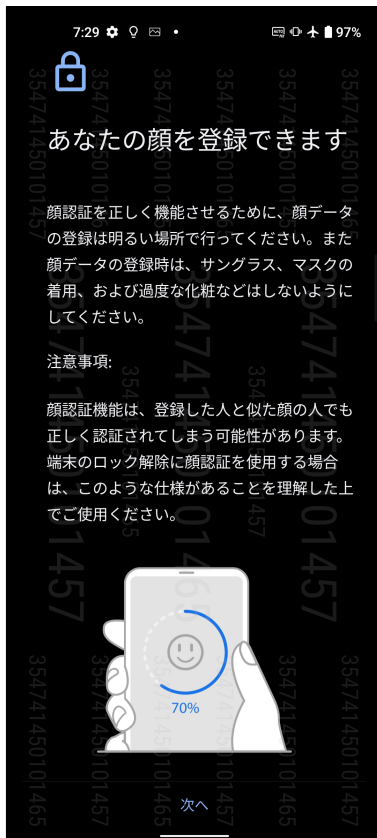 7:29
97%
あなたの顔を登録できます
顔認証を正しく機能させるために、顔データ
の登録は明るい場所で行ってください。また
顔データの登録時は、サングラス、マスクの
着用、および過度な化粧などはしないように
してください。
注意事項:
顔認証機能は、登録した人と似た顔の人でも
正しく認証されてしまう可能性があります。
端末のロック解除に顔認証を使用する場合
は、このような仕様があることを理解した上
でご使用ください。
70%
次へ